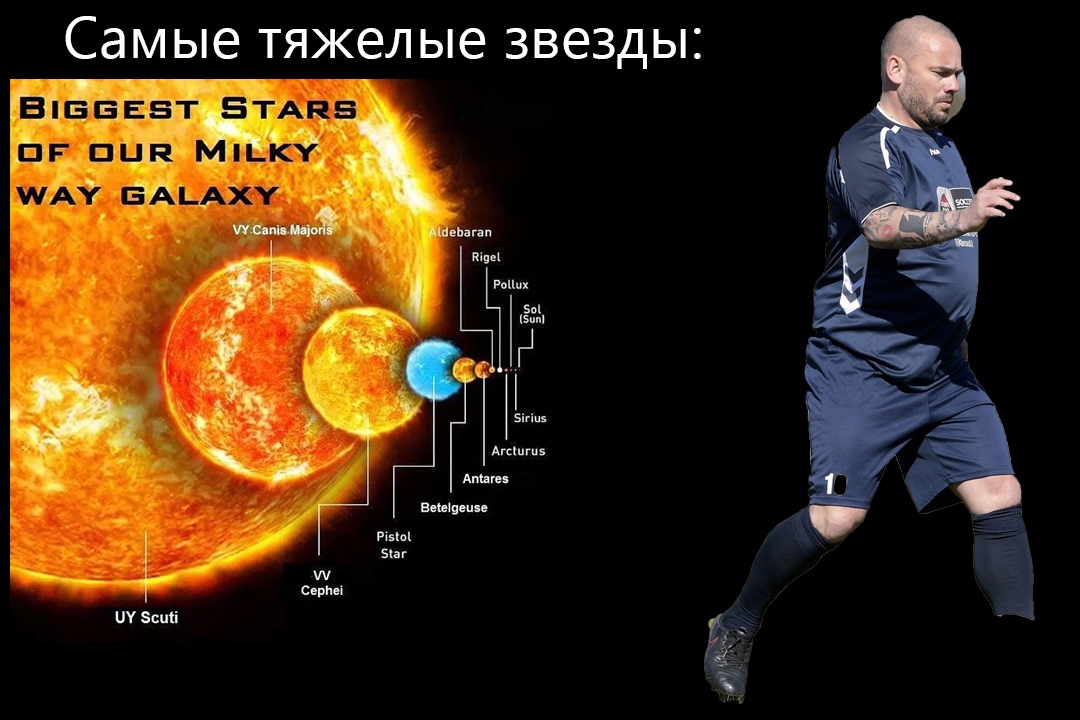 Самые тяжелые звезды:
BIGGEST STARS
OF OUR MILKY
WAY GALAXY
VY Canis Majoris
Aldebaran
Rigel
Pollux
Sol
(Sun)
Sirius
Arcturus
Antares
Betelgeuse
Pistol
Star
VV
Cephei
UY Scuti
10